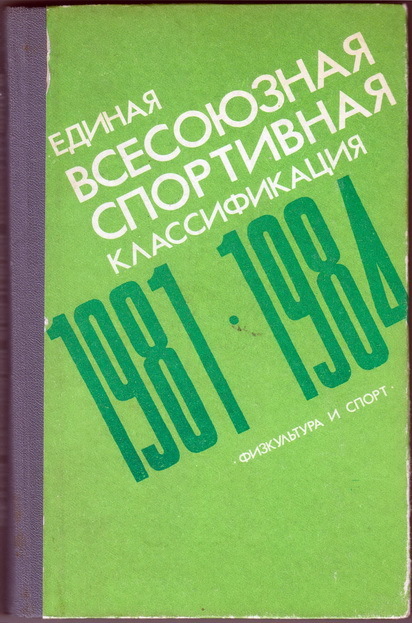 ЕДИНАЯ
ВСЕСОЮЗНАЯ
СПОРТИВНАЯ
КЛАССИФИКАЦИЯ
1981 · 1984
· ФИЗКУЛЬТУРА И СПОРТ ·